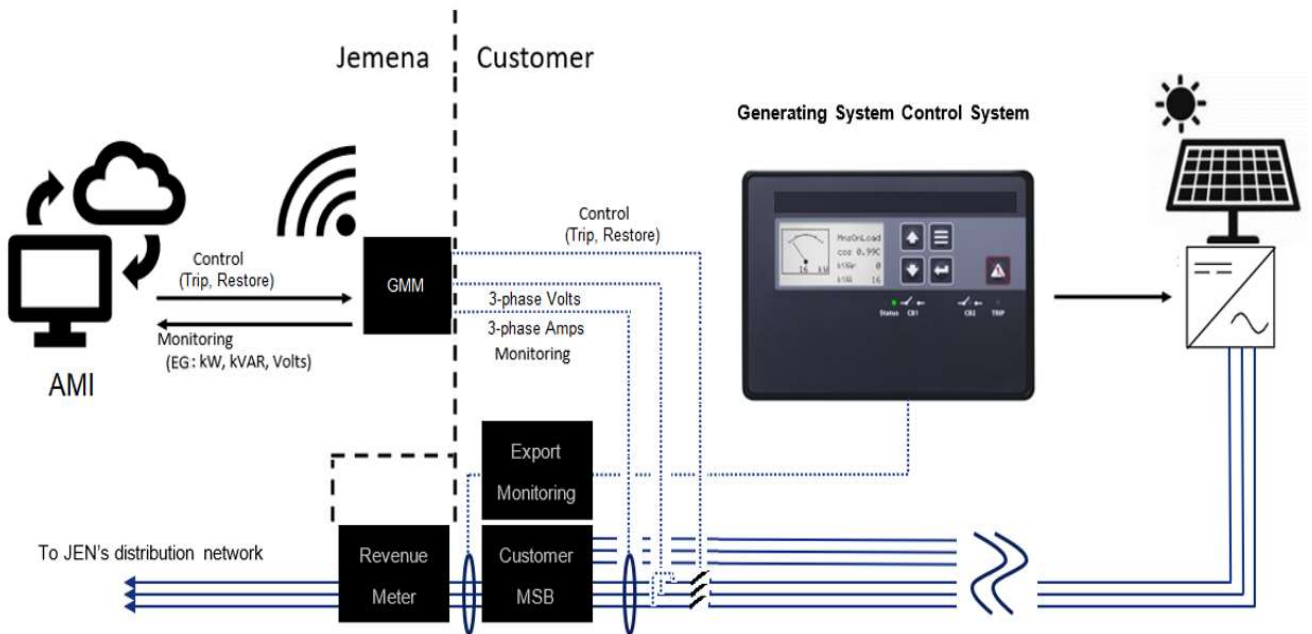 Jemena
Customer
Generating System Control System
Control
(Trip, Restore)
Control
(Trip, Restore)
GMM
3-phase Volts
3-phase Amps
Monitoring
Monitoring
(EG: kW, kVAR, Volts)
AMI
MnsOnLoad
cos 0.99C
kVAr 0
16 kW
16
Status CB1
CB2 TRIP
Export
Monitoring
To JEN's distribution network
Revenue
Meter
Customer
MSB